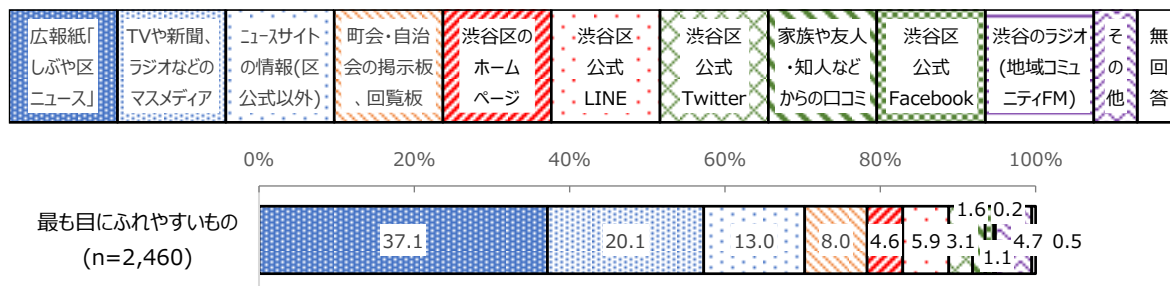 広報紙「
しぶや区
ニュース」
TVや新聞、
ラジオなどの
マスメディア
ニュースサイト
の情報(区
公式以外)
町会・自治
会の掲示板
、回覧板
渋谷区の
ホーム
ページ
渋谷区
公式
LINE
渋谷区
公式
Twitter
家族や友人
・知人など
からの口コミ
渋谷区
公式
Facebook
渋谷のラジオ
(地域コミュ
ニティFM)
そ
の
他
無
回
答
0% 20% 40% 60% 80% 100%
最も目にふれやすいもの
(n=2,460)
37.1 20.1 13.0 8.0 4.6 5.9 3.1 1.6 1.1 0.2 4.7 0.5